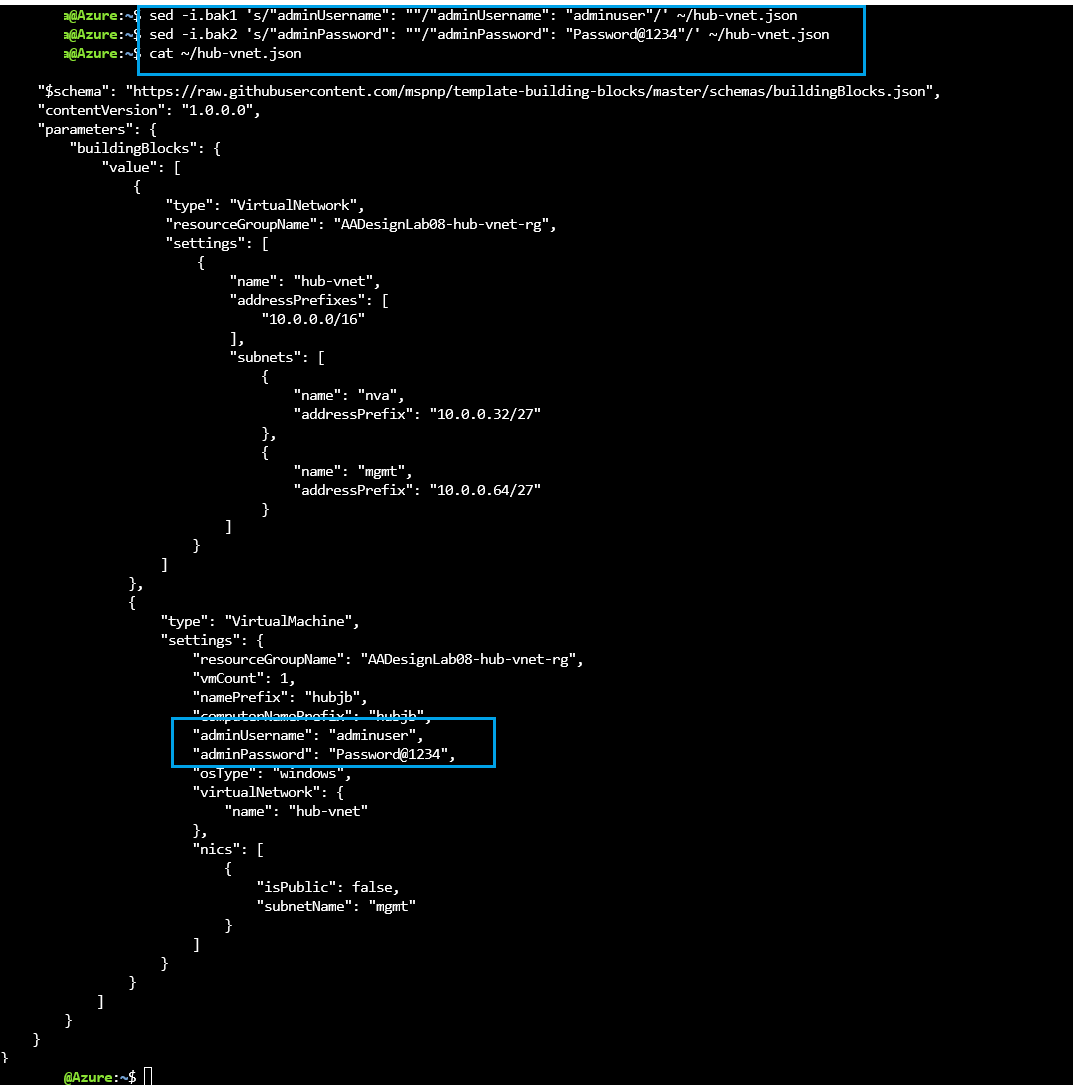 a@Azure:~$ sed -i.bak1 's/"adminUsername": ""/"adminUsername": "adminuser"/' ~/hub-vnet.json
a@Azure:~$ sed -i.bak2 's/"adminPassword": ""/"adminPassword": "Password@1234"/' ~/hub-vnet.json
a@Azure:~$ cat ~/hub-vnet.json
"$schema": "https://raw.githubusercontent.com/mspnp/template-building-blocks/master/schemas/buildingBlocks.json",
"contentVersion": "1.0.0.0",
"parameters": {
"buildingBlocks": {
"value": [
{
"type": "VirtualNetwork",
"resourceGroupName": "AADesignLab08-hub-vnet-rg",
"settings": [
{
"name": "hub-vnet",
"addressPrefixes": [
"10.0.0.0/16"
],
"subnets": [
{
"name": "nva",
"addressPrefix": "10.0.0.32/27"
},
{
"name": "mgmt",
"addressPrefix": "10.0.0.64/27"
}
]
}
]
},
{
"type": "VirtualMachine",
"settings": {
"resourceGroupName": "AADesignLab08-hub-vnet-rg",
"vmCount": 1,
"namePrefix": "hubjb",
"computerNamePrefix": "hubjb",
"adminUsername": "adminuser",
"adminPassword": "Password@1234",
"osType": "windows",
"virtualNetwork": {
"name": "hub-vnet"
},
"nics": [
{
"isPublic": false,
"subnetName": "mgmt"
}
]
}
}
]
}
}
}
@Azure:~$